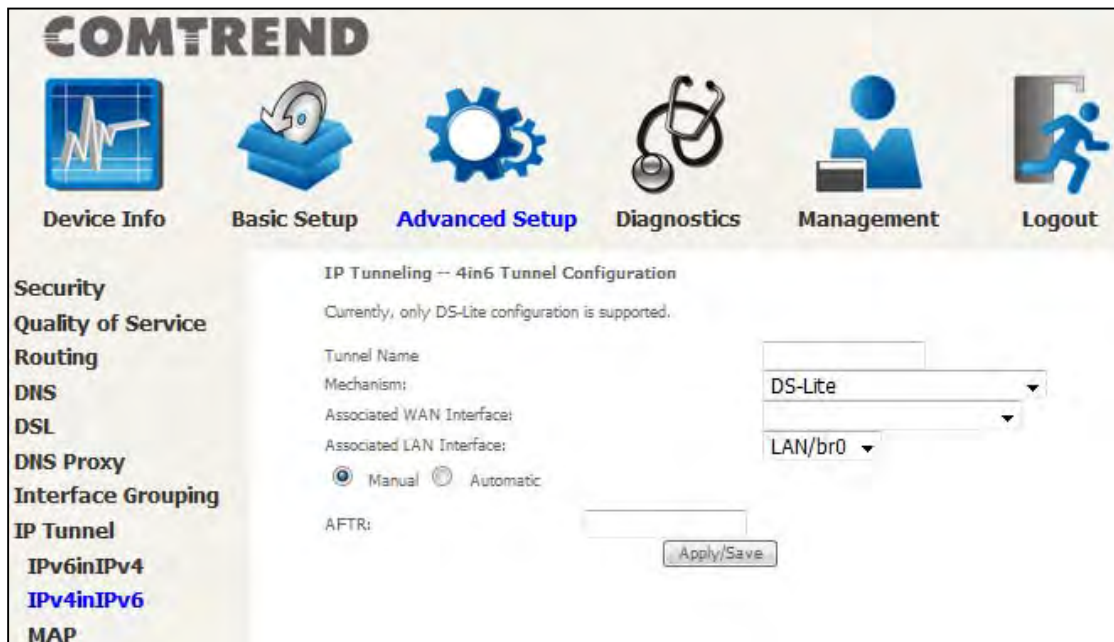 COMTREND
Device Info
Basic Setup
Advanced Setup
Diagnostics
Management
Logout
Security
Quality of Service
Routing
DNS
DSL
DNS Proxy
Interface Grouping
IP Tunnel
IPv6inIPv4
IPv4inIPv6
MAP
IP Tunneling -- 4in6 Tunnel Configuration
Currently, only DS-Lite configuration is supported.
Tunnel Name
Mechanism: DS-Lite
Associated WAN Interface:
Associated LAN Interface: LAN/br0
Manual Automatic
AFTR:
Apply/Save